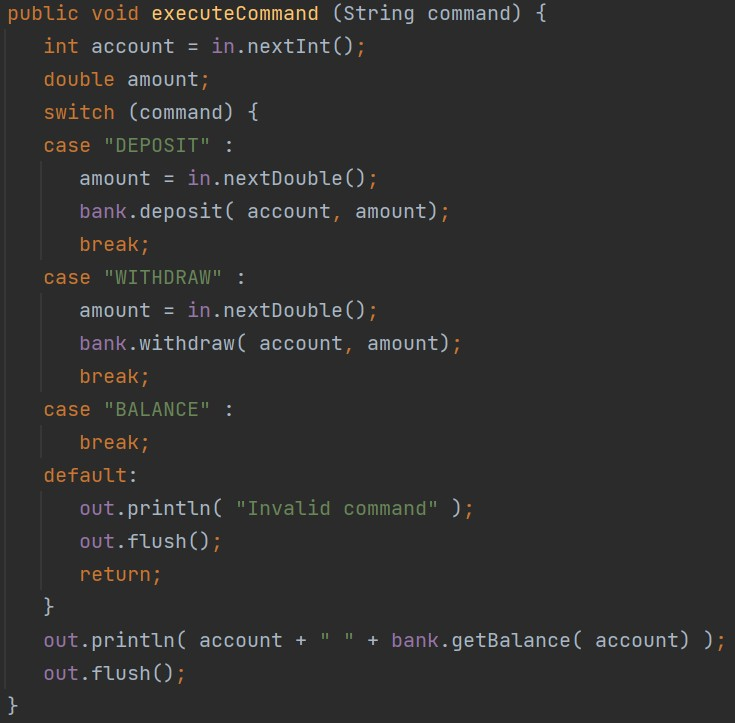 public void executeCommand (String command) {
   int account = in.nextInt();
   double amount;
   switch (command) {
   case "DEPOSIT" :
      amount = in.nextDouble();
      bank.deposit( account, amount);
      break;
   case "WITHDRAW" :
      amount = in.nextDouble();
      bank.withdraw( account, amount);
      break;
   case "BALANCE" :
      break;
   default:
      out.println( "Invalid command" );
      out.flush();
      return;
   }
   out.println( account + " " + bank.getBalance( account) );
   out.flush();
}